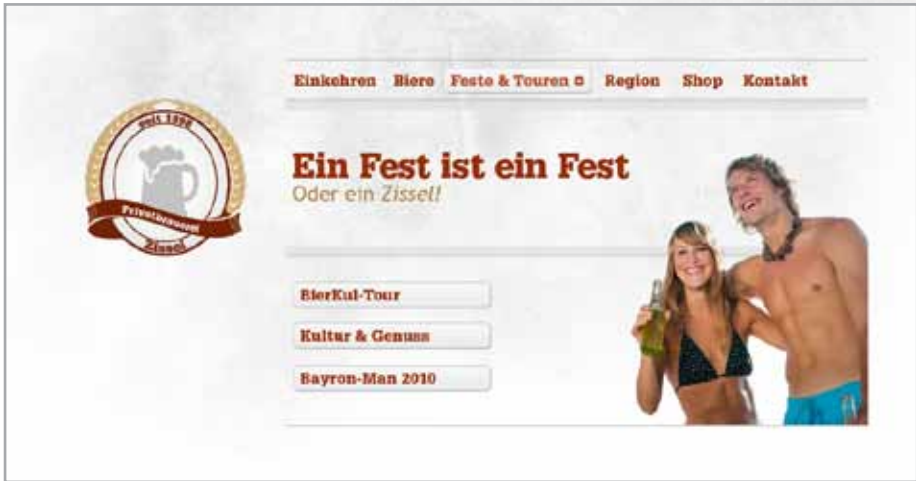 Einkehren Biere Feste & Touren Region Shop Kontakt
seit 1898
Privatbrauerei
Zissel
Ein Fest ist ein Fest
Oder ein Zissel!
BierKul-Tour
Kultur & Genuss
Bayron-Man 2010